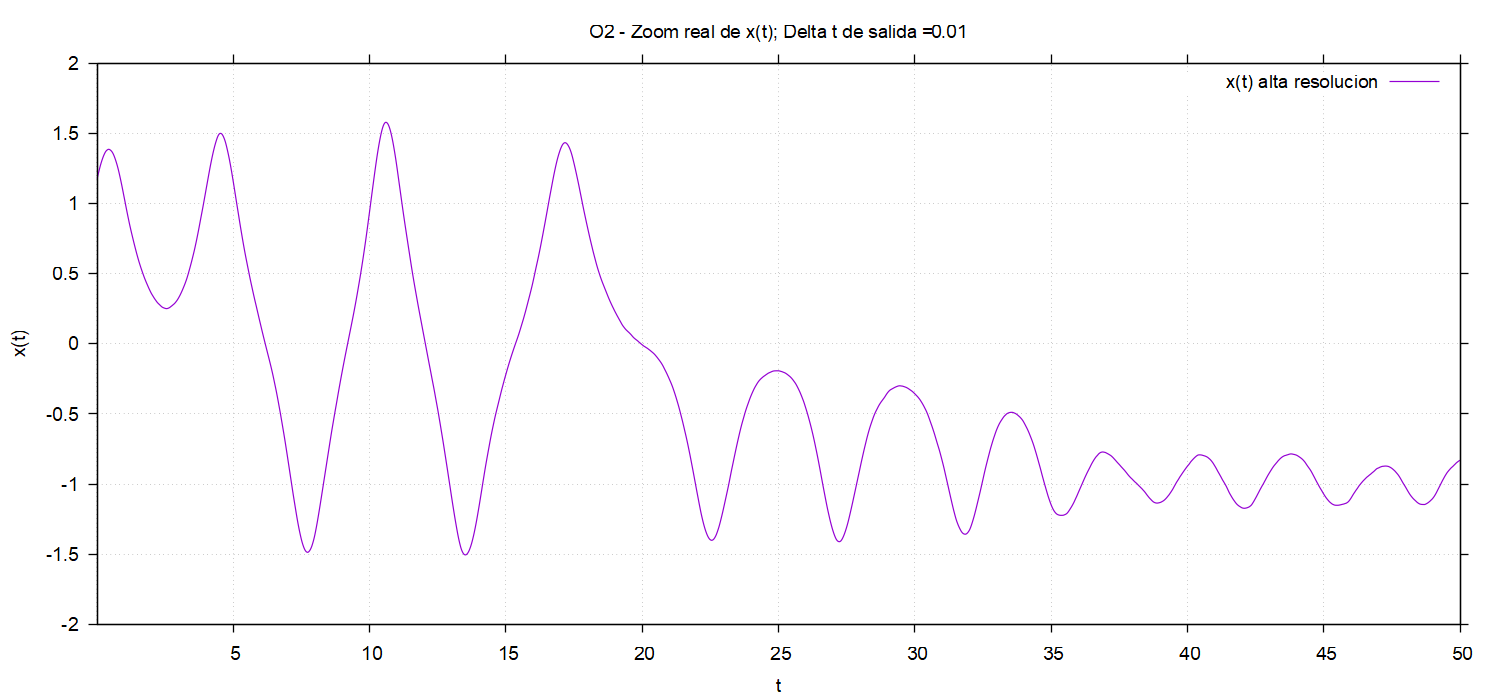 O2 - Zoom real de x(t); Delta t de salida =0.01
x(t) alta resolucion
2
1.5
1
0.5
0
-0.5
-1
-1.5
-2
x(t)
5 10 15 20 25 30 35 40 45 50
t